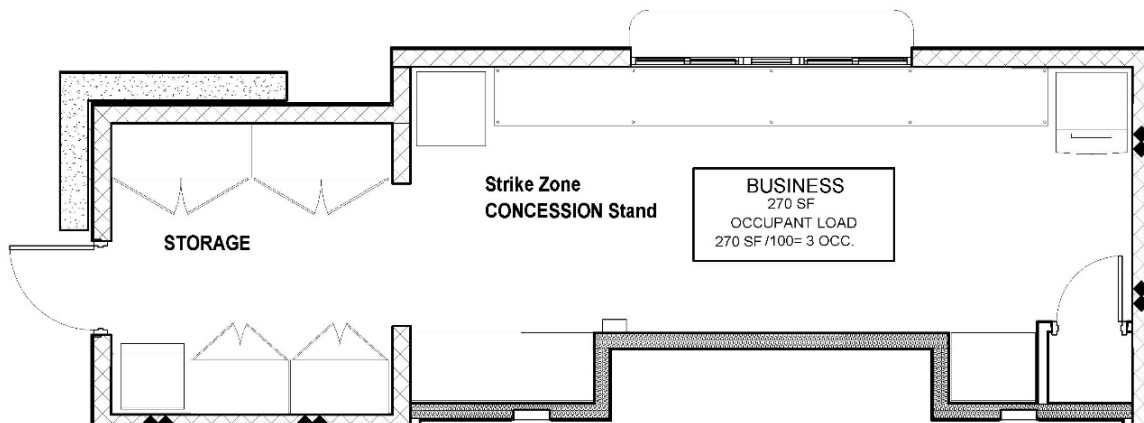 Strike Zone
CONCESSION Stand
BUSINESS
270 SF
OCCUPANT LOAD
270 SF /100= 3 OCC.
STORAGE